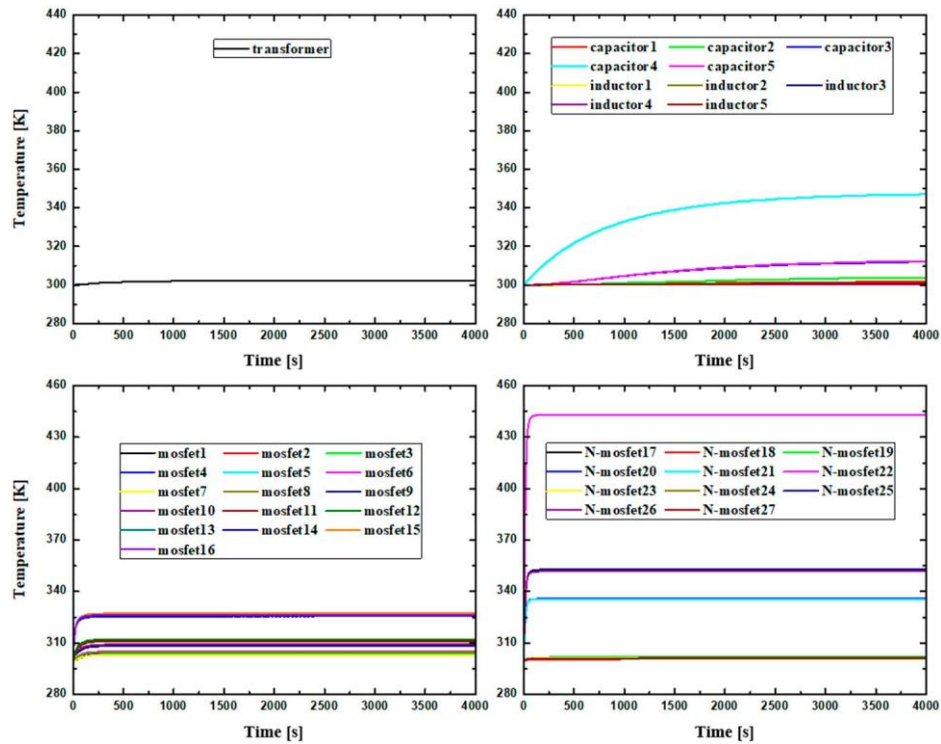 440
420
400
380
360
340
320
300
280
Temperature [K]
transformer
0 500 1000 1500 2000 2500 3000 3500 4000
Time [s]
440
420
400
380
360
340
320
300
280
Temperature [K]
capacitor1 capacitor2 capacitor3
capacitor4 capacitor5
inductor1 inductor2 inductor3
inductor4 inductor5
0 500 1000 1500 2000 2500 3000 3500 4000
Time [s]
460
430
400
370
340
310
280
Temperature [K]
mosfet1 mosfet2 mosfet3
mosfet4 mosfet5 mosfet6
mosfet7 mosfet8 mosfet9
mosfet10 mosfet11 mosfet12
mosfet13 mosfet14 mosfet15
mosfet16
0 500 1000 1500 2000 2500 3000 3500 4000
Time [s]
460
430
400
370
340
310
280
Temperature [K]
N-mosfet17 N-mosfet18 N-mosfet19
N-mosfet20 N-mosfet21 N-mosfet22
N-mosfet23 N-mosfet24 N-mosfet25
N-mosfet26 N-mosfet27
0 500 1000 1500 2000 2500 3000 3500 4000
Time [s]